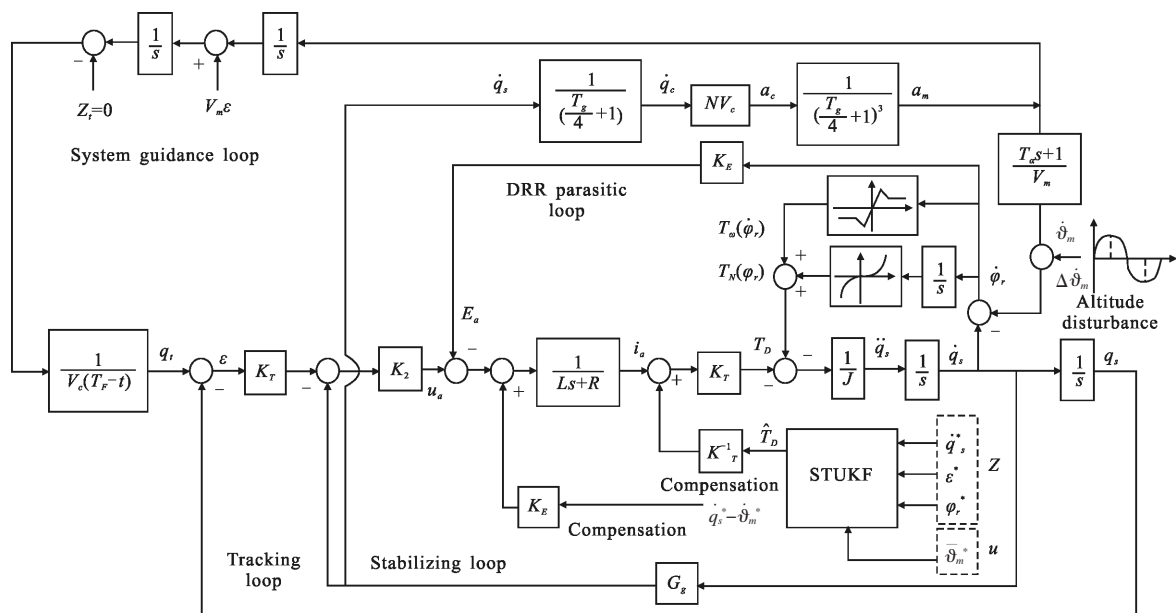 1/s
1/s
−
+
Z_t=0
V_mε
System guidance loop
q̇_s
1/(T_g/4+1)
q̇_c
NV_c
a_c
1/(T_g/4+1)^3
a_m
K_E
DRR parasitic
loop
T_αs+1/V_m
T_ω(φ̇_r)
T_N(φ_r)
+
+
1/s
φ̇_r
ϑ̇_m
Δϑ̇_m
Altitude
disturbance
−
E_a
−
1/V_c(T_F−t)
q_t
ε
−
K_T
−
K_2
u_a
+
1/Ls+R
i_a
+
K_T
T_D
−
−
1/J
q̈_s
1/s
q̇_s
1/s
q_s
K^{-1}_T
T̂_D
STUKF
q̇*_s
ε*
φ_r*
Z
Compensation
K_E
q̇_s*−ϑ̇_m*
Compensation
ϑ̄_m*
u
Tracking
loop
Stabilizing loop
G_g